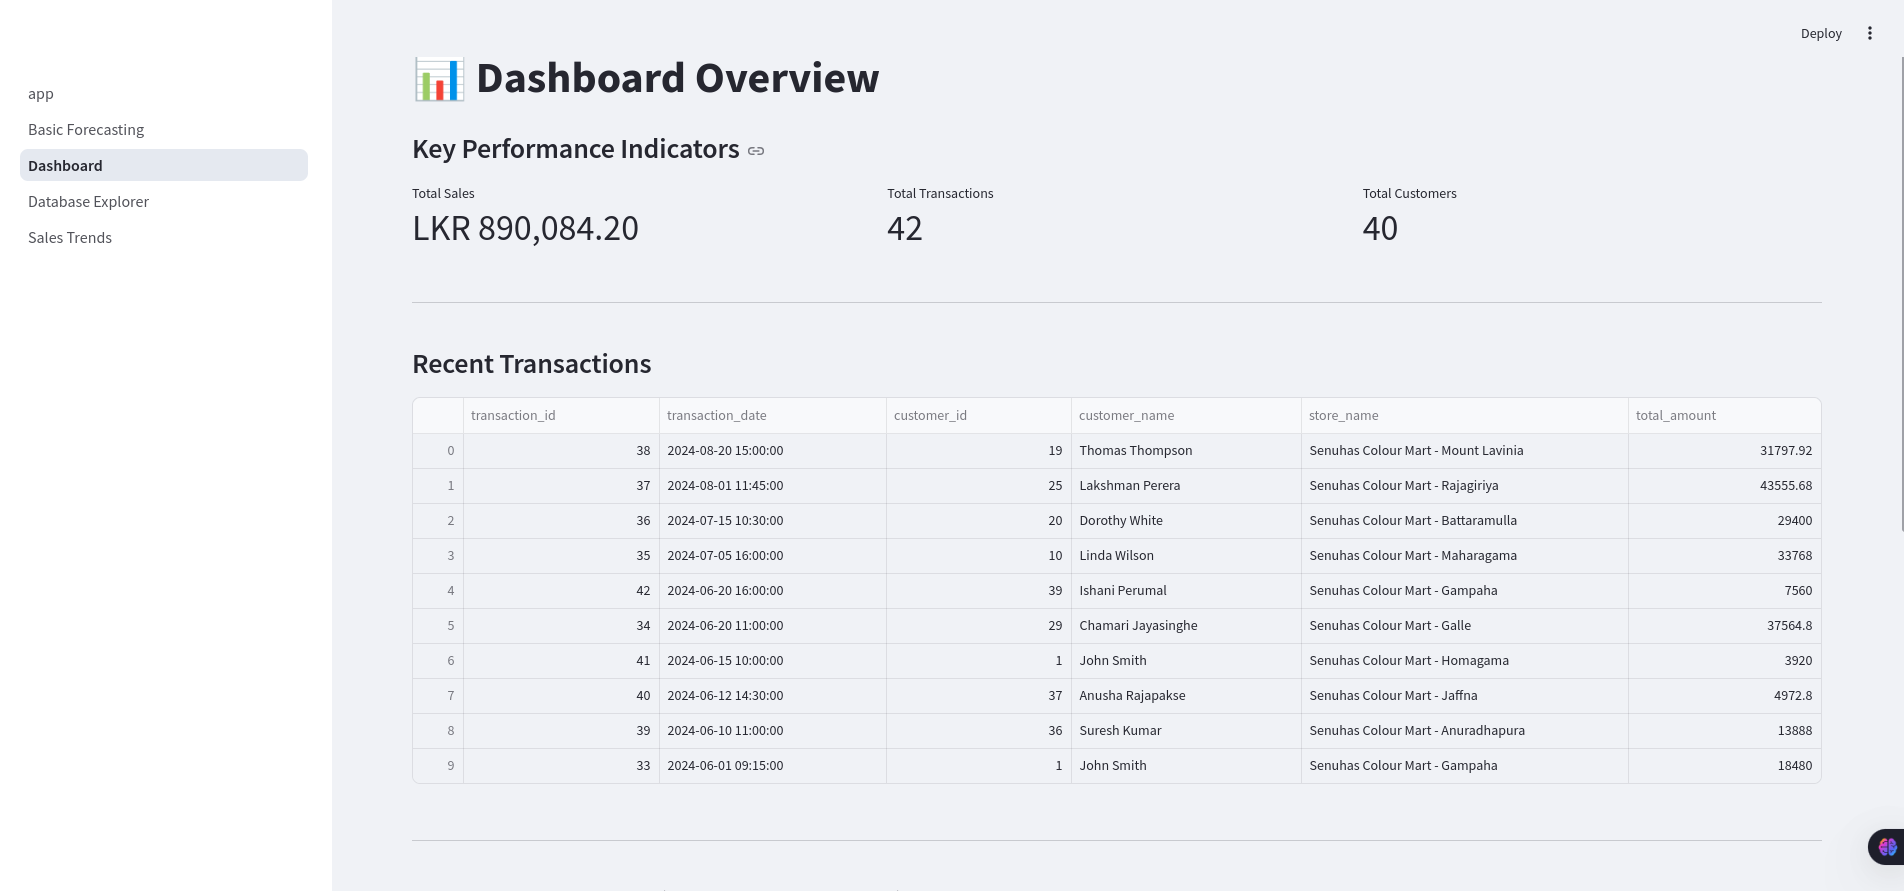 Deploy
app
Basic Forecasting
Dashboard
Database Explorer
Sales Trends
Dashboard Overview
Key Performance Indicators
Total Sales Total Transactions Total Customers
LKR 890,084.20 42 40
Recent Transactions
transaction_id transaction_date customer_id customer_name store_name total_amount
0 38 2024-08-20 15:00:00 19 Thomas Thompson Senuhas Colour Mart - Mount Lavinia 31797.92
1 37 2024-08-01 11:45:00 25 Lakshman Perera Senuhas Colour Mart - Rajagiriya 43555.68
2 36 2024-07-15 10:30:00 20 Dorothy White Senuhas Colour Mart - Battaramulla 29400
3 35 2024-07-05 16:00:00 10 Linda Wilson Senuhas Colour Mart - Maharagama 33768
4 42 2024-06-20 16:00:00 39 Ishani Perumal Senuhas Colour Mart - Gampaha 7560
5 34 2024-06-20 11:00:00 29 Chamari Jayasinghe Senuhas Colour Mart - Galle 37564.8
6 41 2024-06-15 10:00:00 1 John Smith Senuhas Colour Mart - Homagama 3920
7 40 2024-06-12 14:30:00 37 Anusha Rajapakse Senuhas Colour Mart - Jaffna 4972.8
8 39 2024-06-10 11:00:00 36 Suresh Kumar Senuhas Colour Mart - Anuradhapura 13888
9 33 2024-06-01 09:15:00 1 John Smith Senuhas Colour Mart - Gampaha 18480